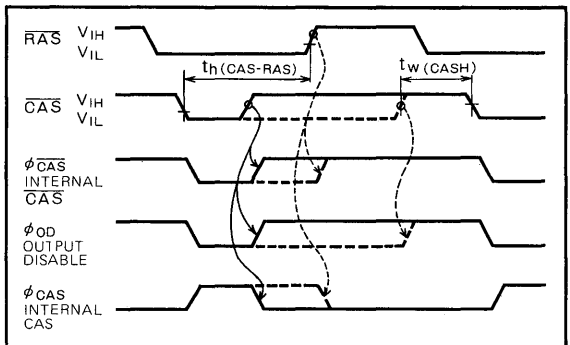 RAS VIH
VIL
th (CAS-RAS)
tw (CASH)
CAS VIH
VIL
ϕCAS
INTERNAL
CAS
ϕOD
OUTPUT
DISABLE
ϕCAS
INTERNAL
CAS